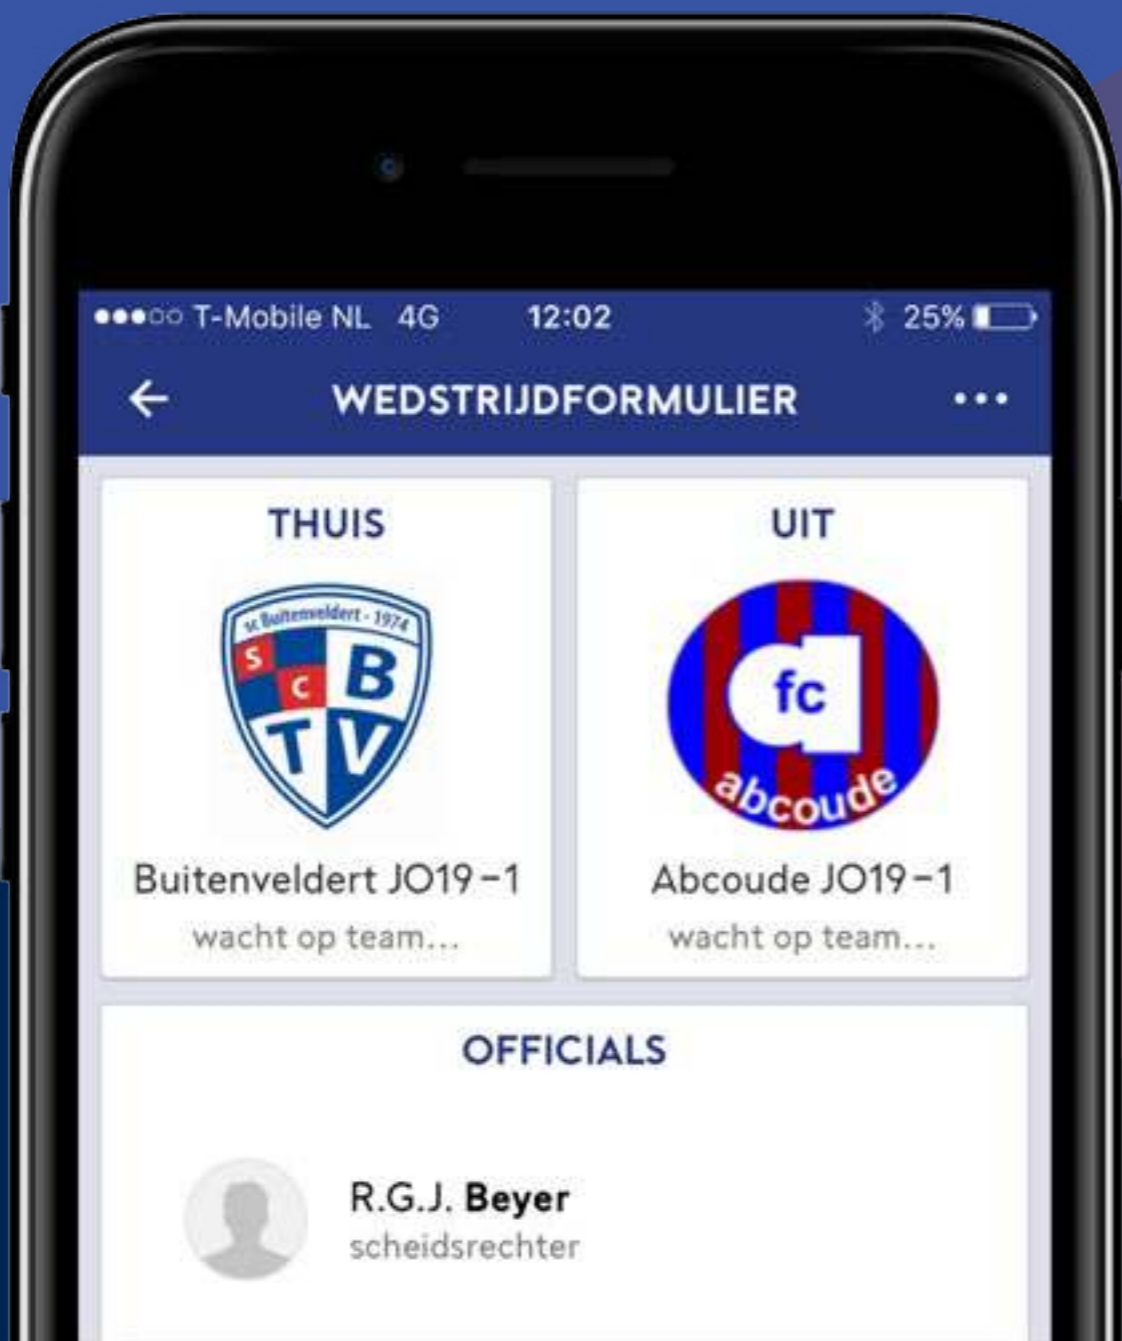 T-Mobile NL 4G 12:02 25%
WEDSTRIJDFORMULIER
THUIS
UIT
sc Buitenveldert - 1974
S
C
B
T
V
fc
a
abcoude
Buitenveldert JO19-1
Abcoude JO19-1
wacht op team...
wacht op team...
OFFICIALS
R.G.J. Beyer
scheidsrechter